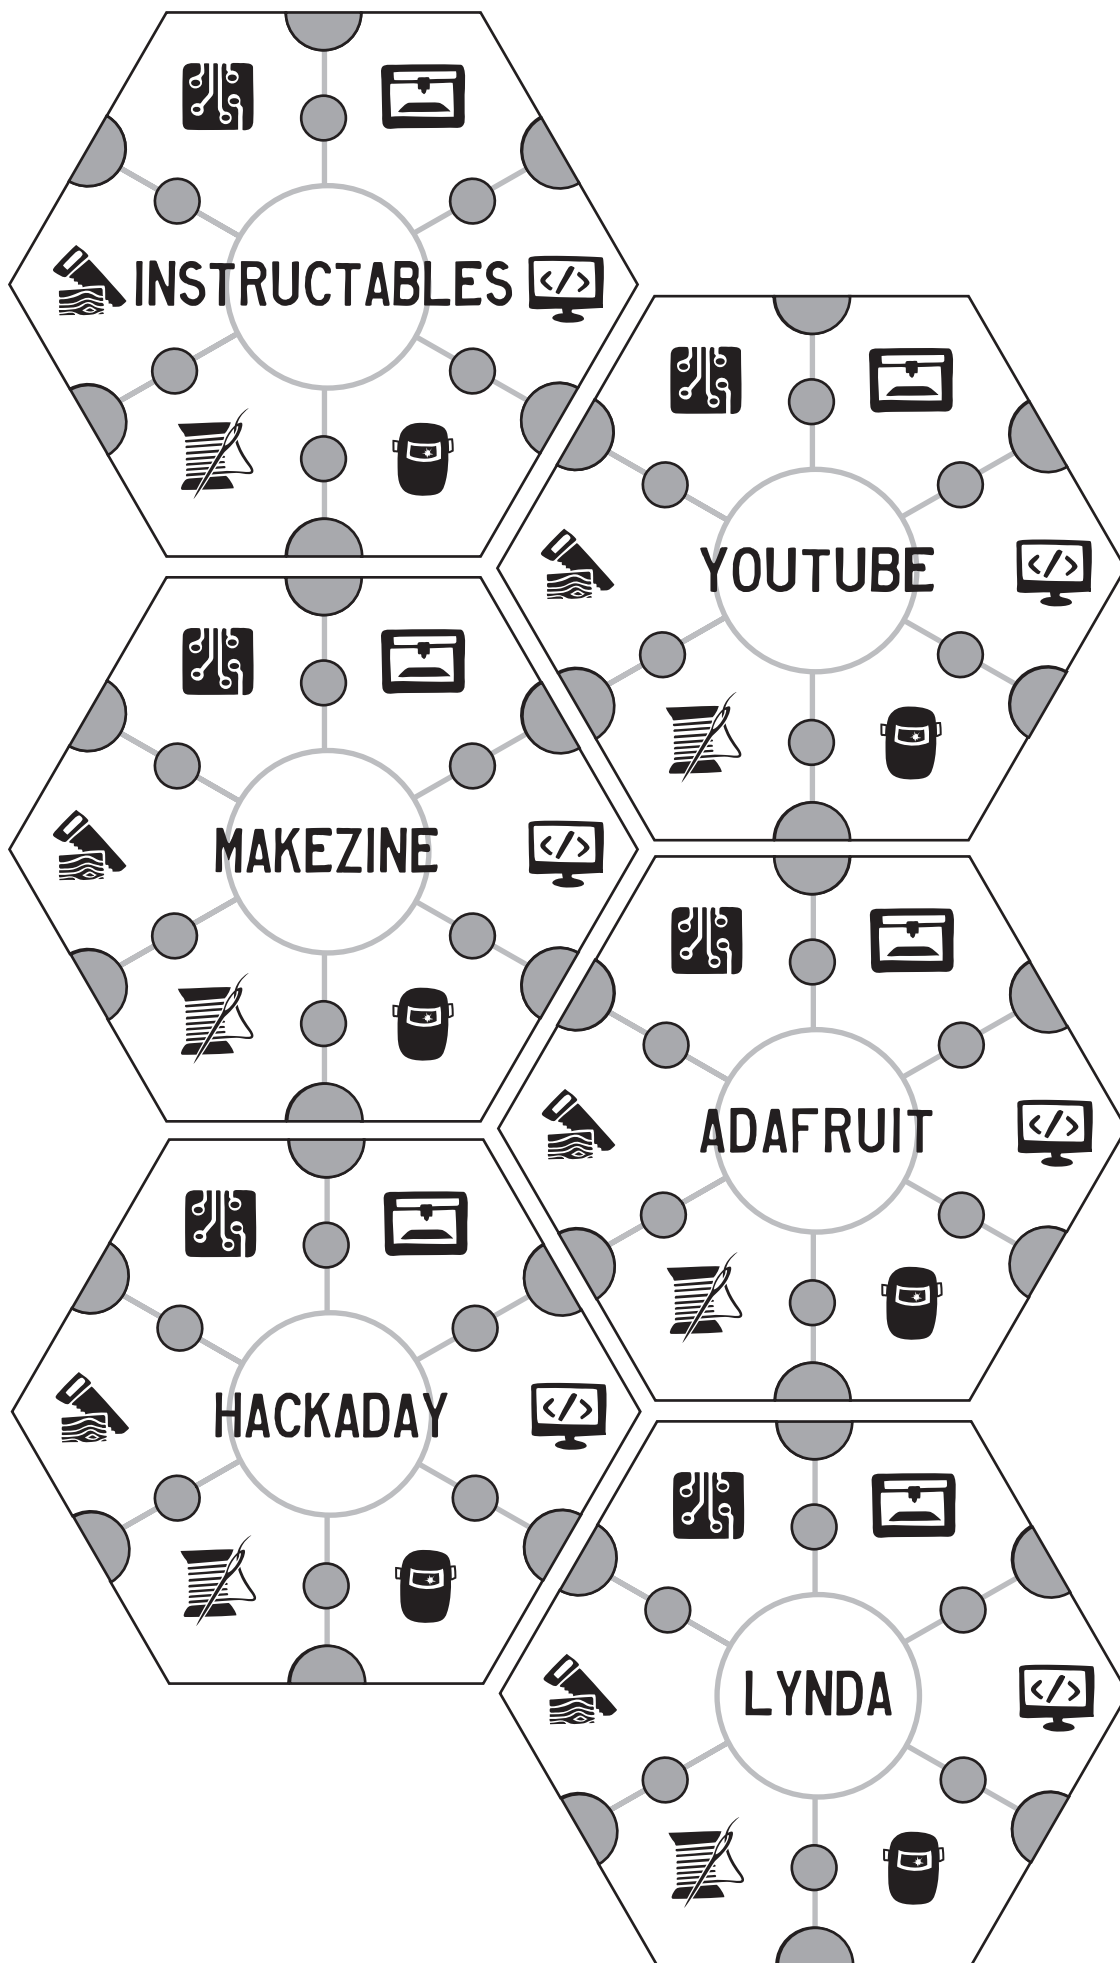 INSTRUCTABLES
YOUTUBE
MAKEZINE
ADAFRUIT
HACKADAY
LYNDA